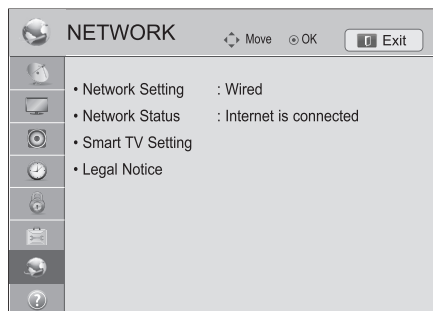 NETWORK Move OK Exit
• Network Setting : Wired
• Network Status : Internet is connected
• Smart TV Setting
• Legal Notice
?